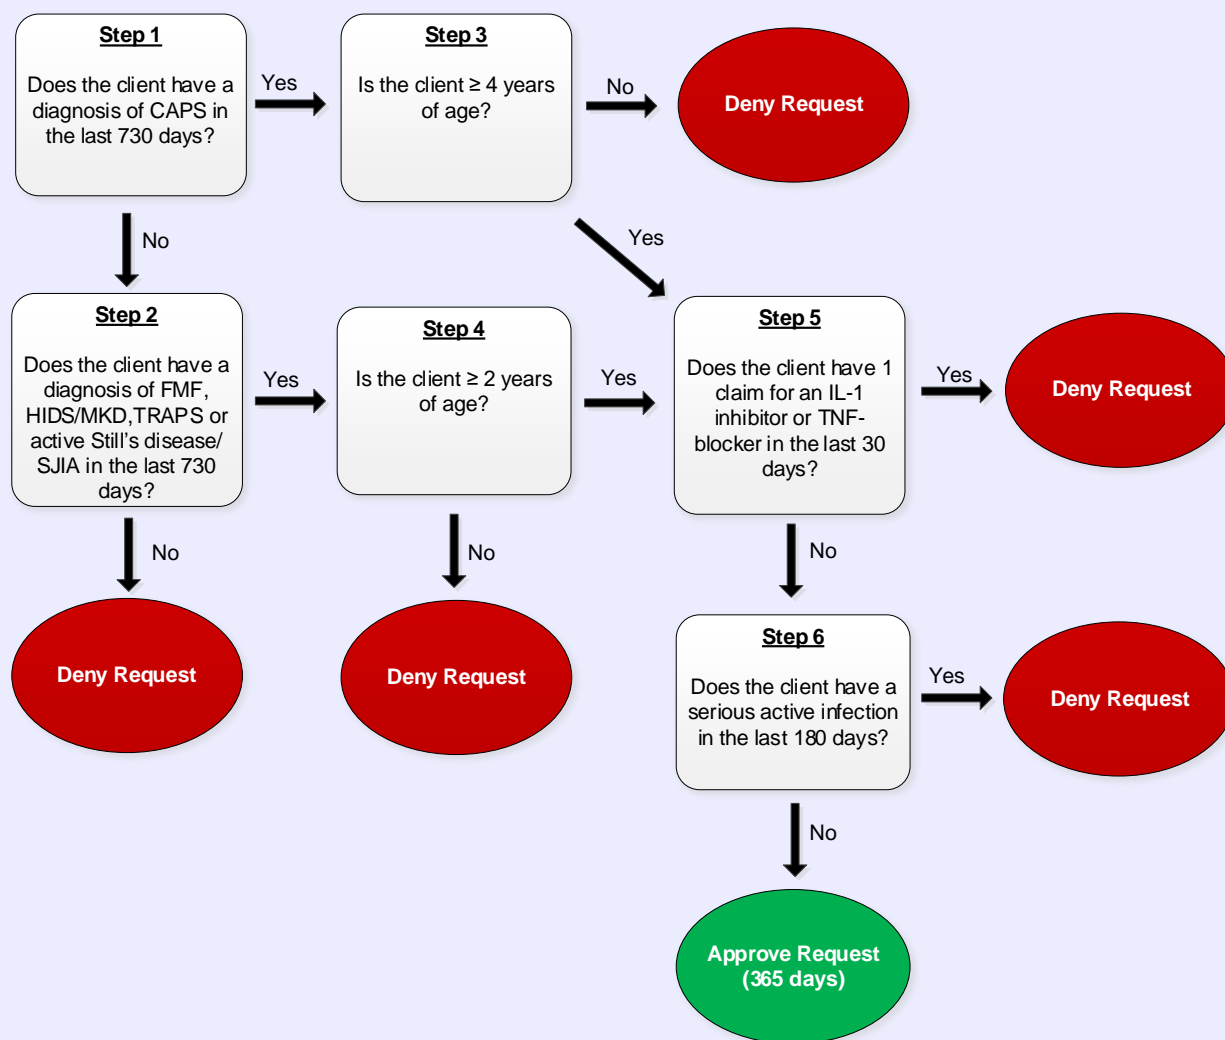 Step 1
Does the client have a
diagnosis of CAPS in
the last 730 days?
Yes
Step 3
Is the client ≥ 4 years
of age?
No
Deny Request
No
Yes
Step 2
Does the client have a
diagnosis of FMF,
HIDS/MKD,TRAPS or
active Still's disease/
SJIA in the last 730
days?
Yes
Step 4
Is the client ≥ 2 years
of age?
Yes
Step 5
Does the client have 1
claim for an IL-1
inhibitor or TNF-
blocker in the last 30
days?
Yes
Deny Request
No
Deny Request
No
Deny Request
No
Step 6
Does the client have a
serious active infection
in the last 180 days?
Yes
Deny Request
No
Approve Request
(365 days)